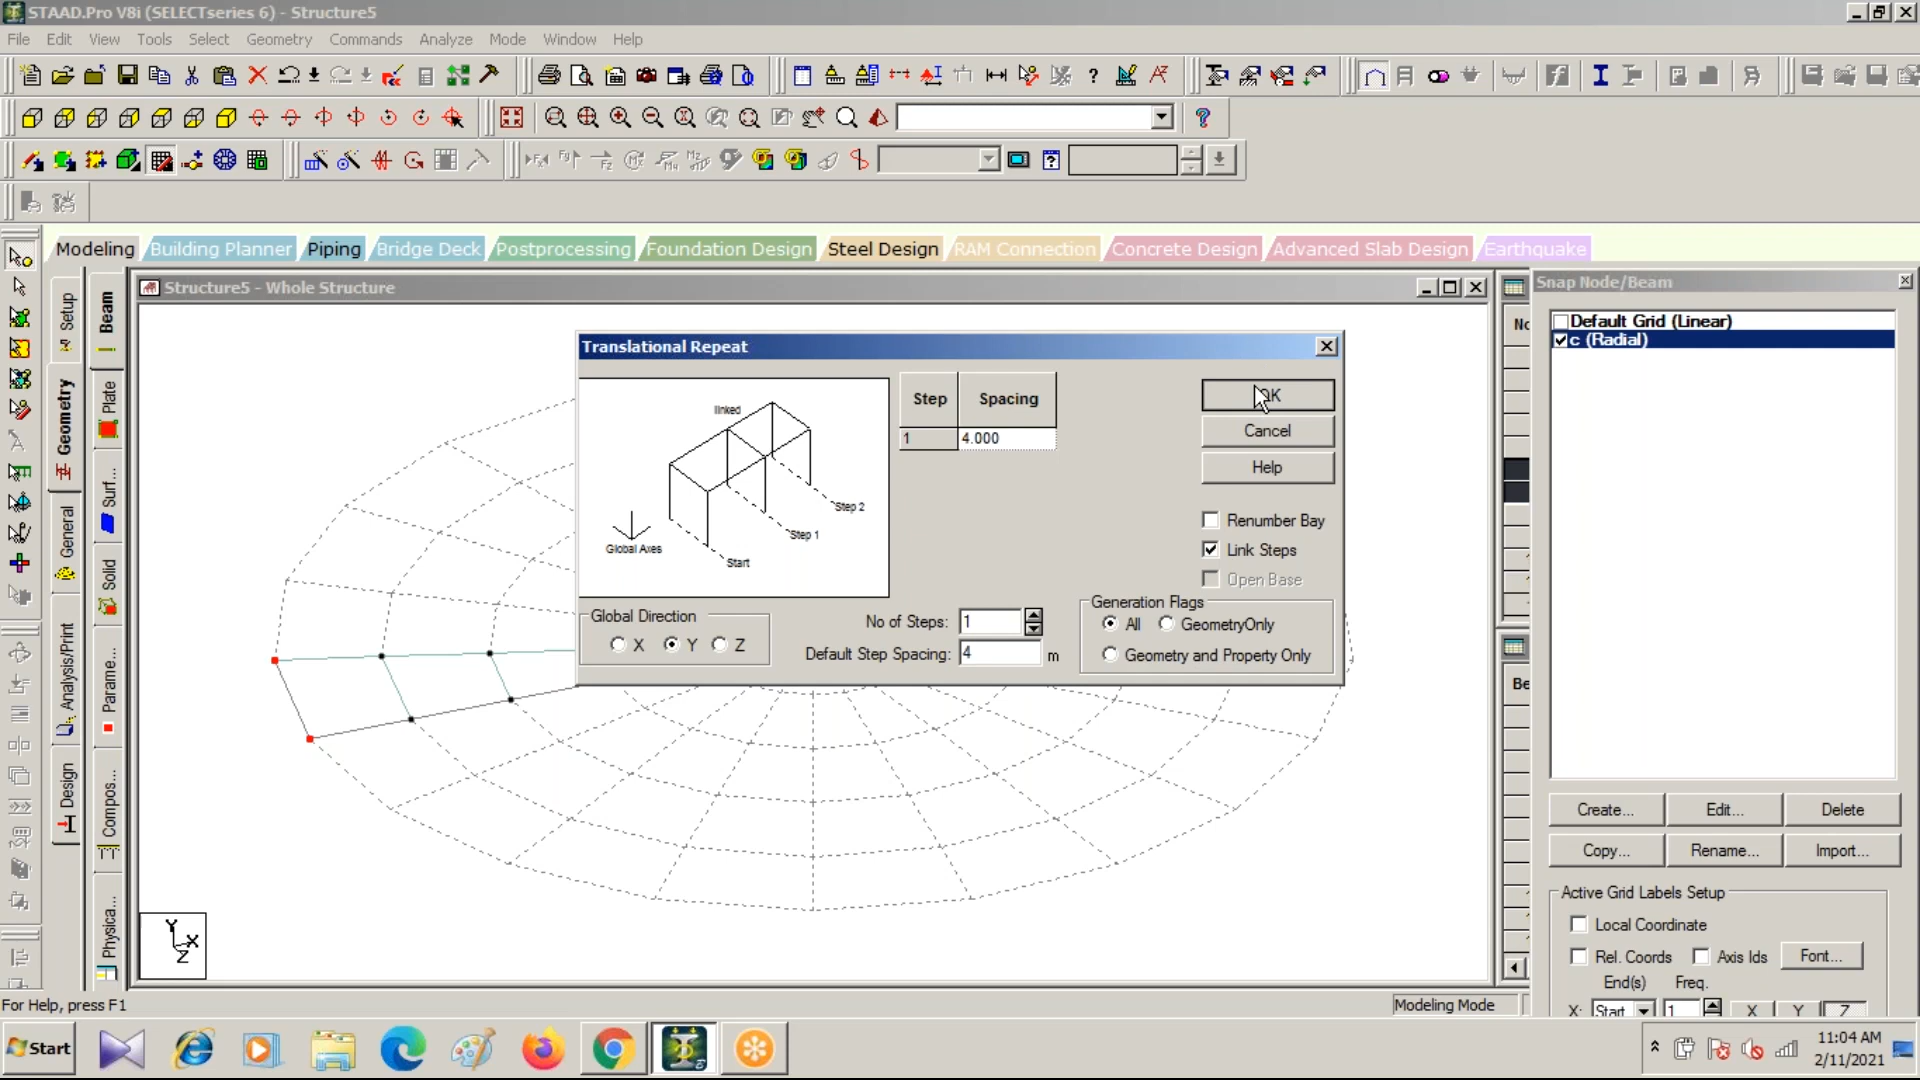 STAAD.Pro V8i (SELECTseries 6) - Structure5
File Edit View Tools Select Geometry Commands Analyze Mode Window Help
Modeling Building Planner Piping Bridge Deck Postprocessing Foundation Design Steel Design RAM Connection Concrete Design Advanced Slab Design Earthquake
Setup
Geometry
General
Analysis/Print
Design
Beam
Plate
Surf...
Solid
Parame...
Compos...
Physica...
Structure5 - Whole Structure
Translational Repeat
linked
Step 2
Step 1
Start
Global Axes
Step Spacing
1 4.000
OK
Cancel
Help
Renumber Bay
Link Steps
Open Base
Global Direction
X Y Z
No of Steps: 1
Default Step Spacing: 4 m
Generation Flags
All GeometryOnly
Geometry and Property Only
Y
X
Z
Be
Snap Node/Beam
Default Grid (Linear)
c (Radial)
Create... Edit... Delete
Copy... Rename... Import...
Active Grid Labels Setup
Local Coordinate
Rel. Coords Axis Ids Font...
End(s) Freq.
X: Start 1 X Y Z
For Help, press F1
Modeling Mode
Start
11:04 AM
2/11/2021